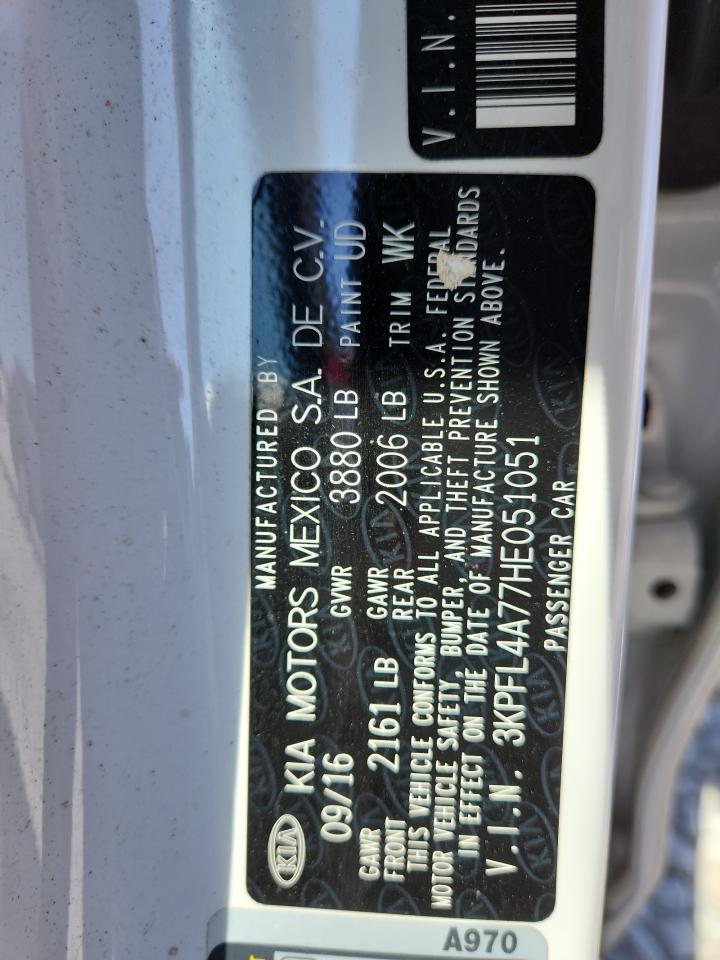 V.I.N.
MANUFACTURED BY
KIA KIA MOTORS MEXICO S.A. DE C.V.
09/16 GVWR 3880 LB PAINT UD
GAWR FRONT 2161 LB GAWR REAR 2006 LB TRIM WK
THIS VEHICLE CONFORMS TO ALL APPLICABLE U.S.A. FEDERAL
MOTOR VEHICLE SAFETY, BUMPER, AND THEFT PREVENTION STANDARDS
IN EFFECT ON THE DATE OF MANUFACTURE SHOWN ABOVE.
V.I.N. 3KPFL4A77HE051051
PASSENGER CAR
A970